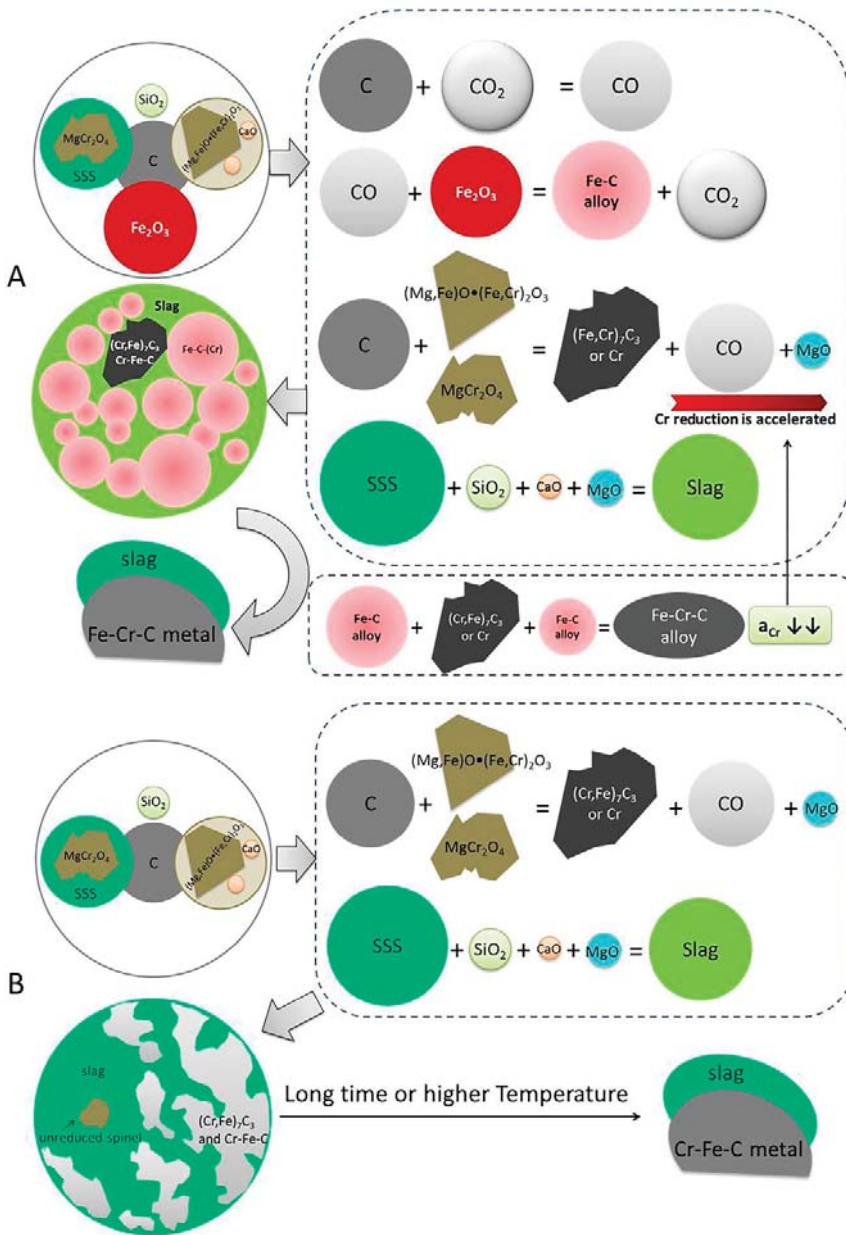 SiO₂
MgCr₂O₄
SSS
C
(Mg,Fe)O•(Fe,Cr)₂O₃
CaO
Fe₂O₃
C + CO₂ = CO
CO + Fe₂O₃ = Fe-C alloy + CO₂
A
Slag
(Cr,Fe)₇C₃
Cr-Fe-C
Fe-C-(Cr)
(Mg,Fe)O•(Fe,Cr)₂O₃
C + MgCr₂O₄ = (Fe,Cr)₇C₃ or Cr + CO + MgO
Cr reduction is accelerated
SSS + SiO₂ + CaO + MgO = Slag
slag
Fe-Cr-C metal
Fe-C alloy + (Cr,Fe)₇C₃ or Cr + Fe-C alloy = Fe-Cr-C alloy
aCr ↓↓
SiO₂
MgCr₂O₄
SSS
C
(Mg,Fe)O•(Fe,Cr)₂O₃
CaO
(Mg,Fe)O•(Fe,Cr)₂O₃
C + MgCr₂O₄ = (Cr,Fe)₇C₃ or Cr + CO + MgO
SSS + SiO₂ + CaO + MgO = Slag
B
slag
unreduced spinel
(Cr,Fe)₇C₃
and Cr-Fe-C
Long time or higher Temperature
slag
Cr-Fe-C metal